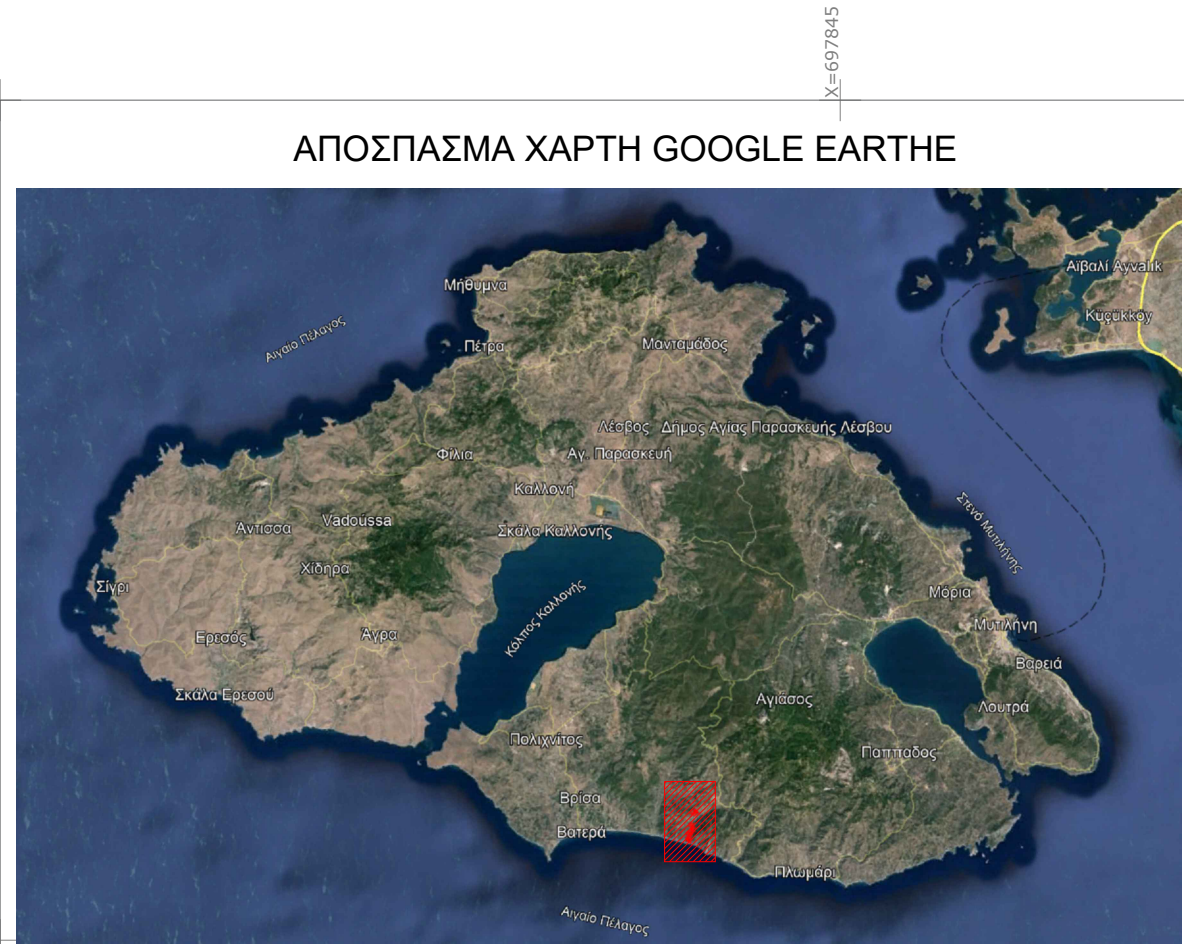 X=697845
ΑΠΟΣΠΑΣΜΑ ΧΑΡΤΗ GOOGLE EARTHE
Αϊβαλί Ayvalık
Μήθυμνα
Küçükköy
Αιγαίο Πέλαγος
Πέτρα
Μανταμάδος
Λέσβος
Δήμος Αγίας Παρασκευής Λέσβου
Φίλια
Αγ. Παρασκευή
Καλλονή
Στενό Μυτιλήνης
Άντισσα
Vadoussa
Σκάλα Καλλονής
Χίδηρα
Σίγρι
Μόρια
Κόλπος Καλλονής
Ερεσός
Άγρα
Μυτιλήνη
Βαρειά
Σκάλα Ερεσού
Αγιάσος
Λουτρά
Πολιχνίτος
Παππαδος
Βρίσα
Βατερά
Πλωμάρι
Αιγαίο Πέλαγος